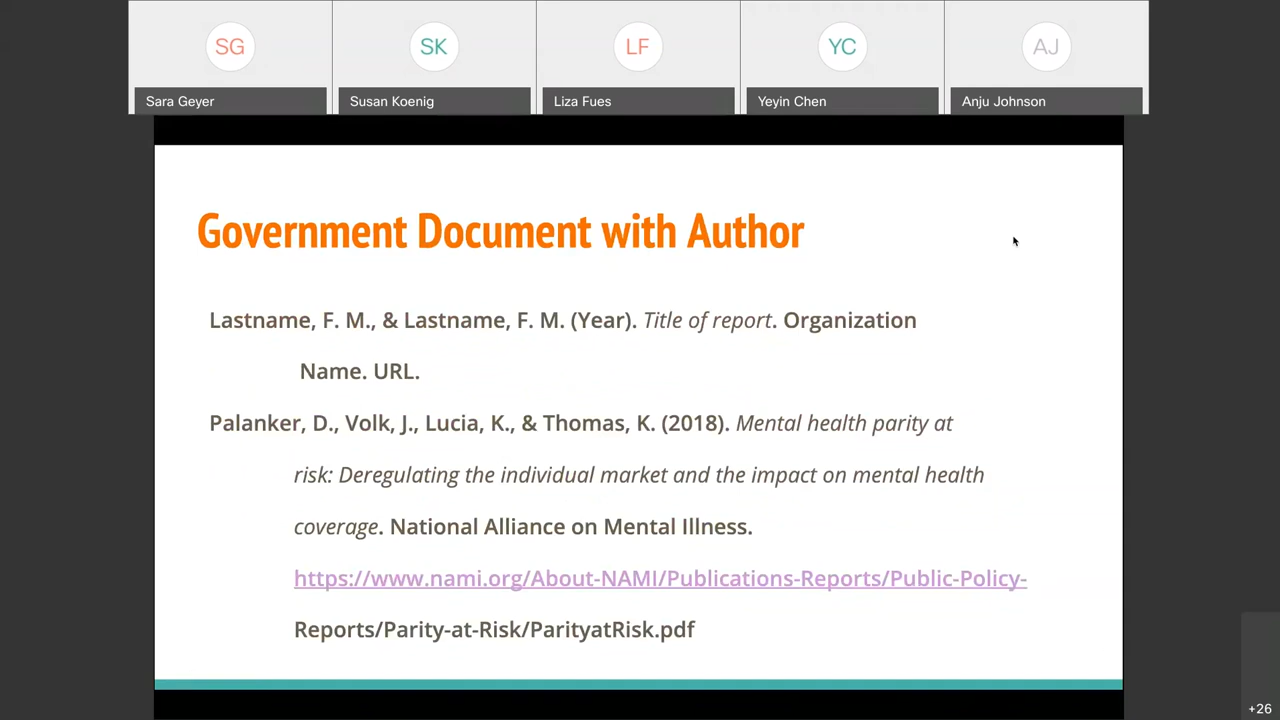 SG SK LF YC AJ
Sara Geyer Susan Koenig Liza Fues Yeyin Chen Anju Johnson
Government Document with Author
Lastname, F. M., & Lastname, F. M. (Year). Title of report. Organization
Name. URL.
Palanker, D., Volk, J., Lucia, K., & Thomas, K. (2018). Mental health parity at
risk: Deregulating the individual market and the impact on mental health
coverage. National Alliance on Mental Illness.
https://www.nami.org/About-NAMI/Publications-Reports/Public-Policy-
Reports/Parity-at-Risk/ParityatRisk.pdf
+26